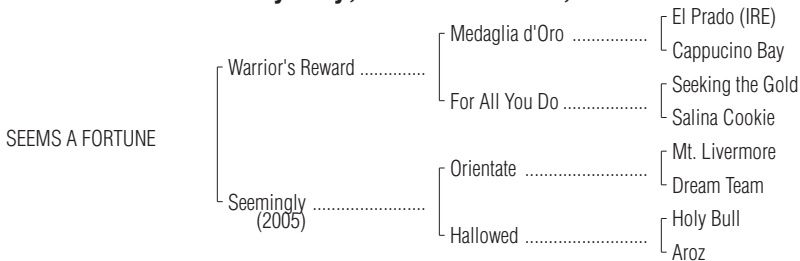 El Prado (IRE)
Medaglia d'Oro ..................
Cappucino Bay
Warrior's Reward ..............
Seeking the Gold
For All You Do ....................
Salina Cookie
SEEMS A FORTUNE
Mt. Livermore
Orientate ..........................
Dream Team
Seemingly ........................
(2005)
Holy Bull
Hallowed ..........................
Aroz